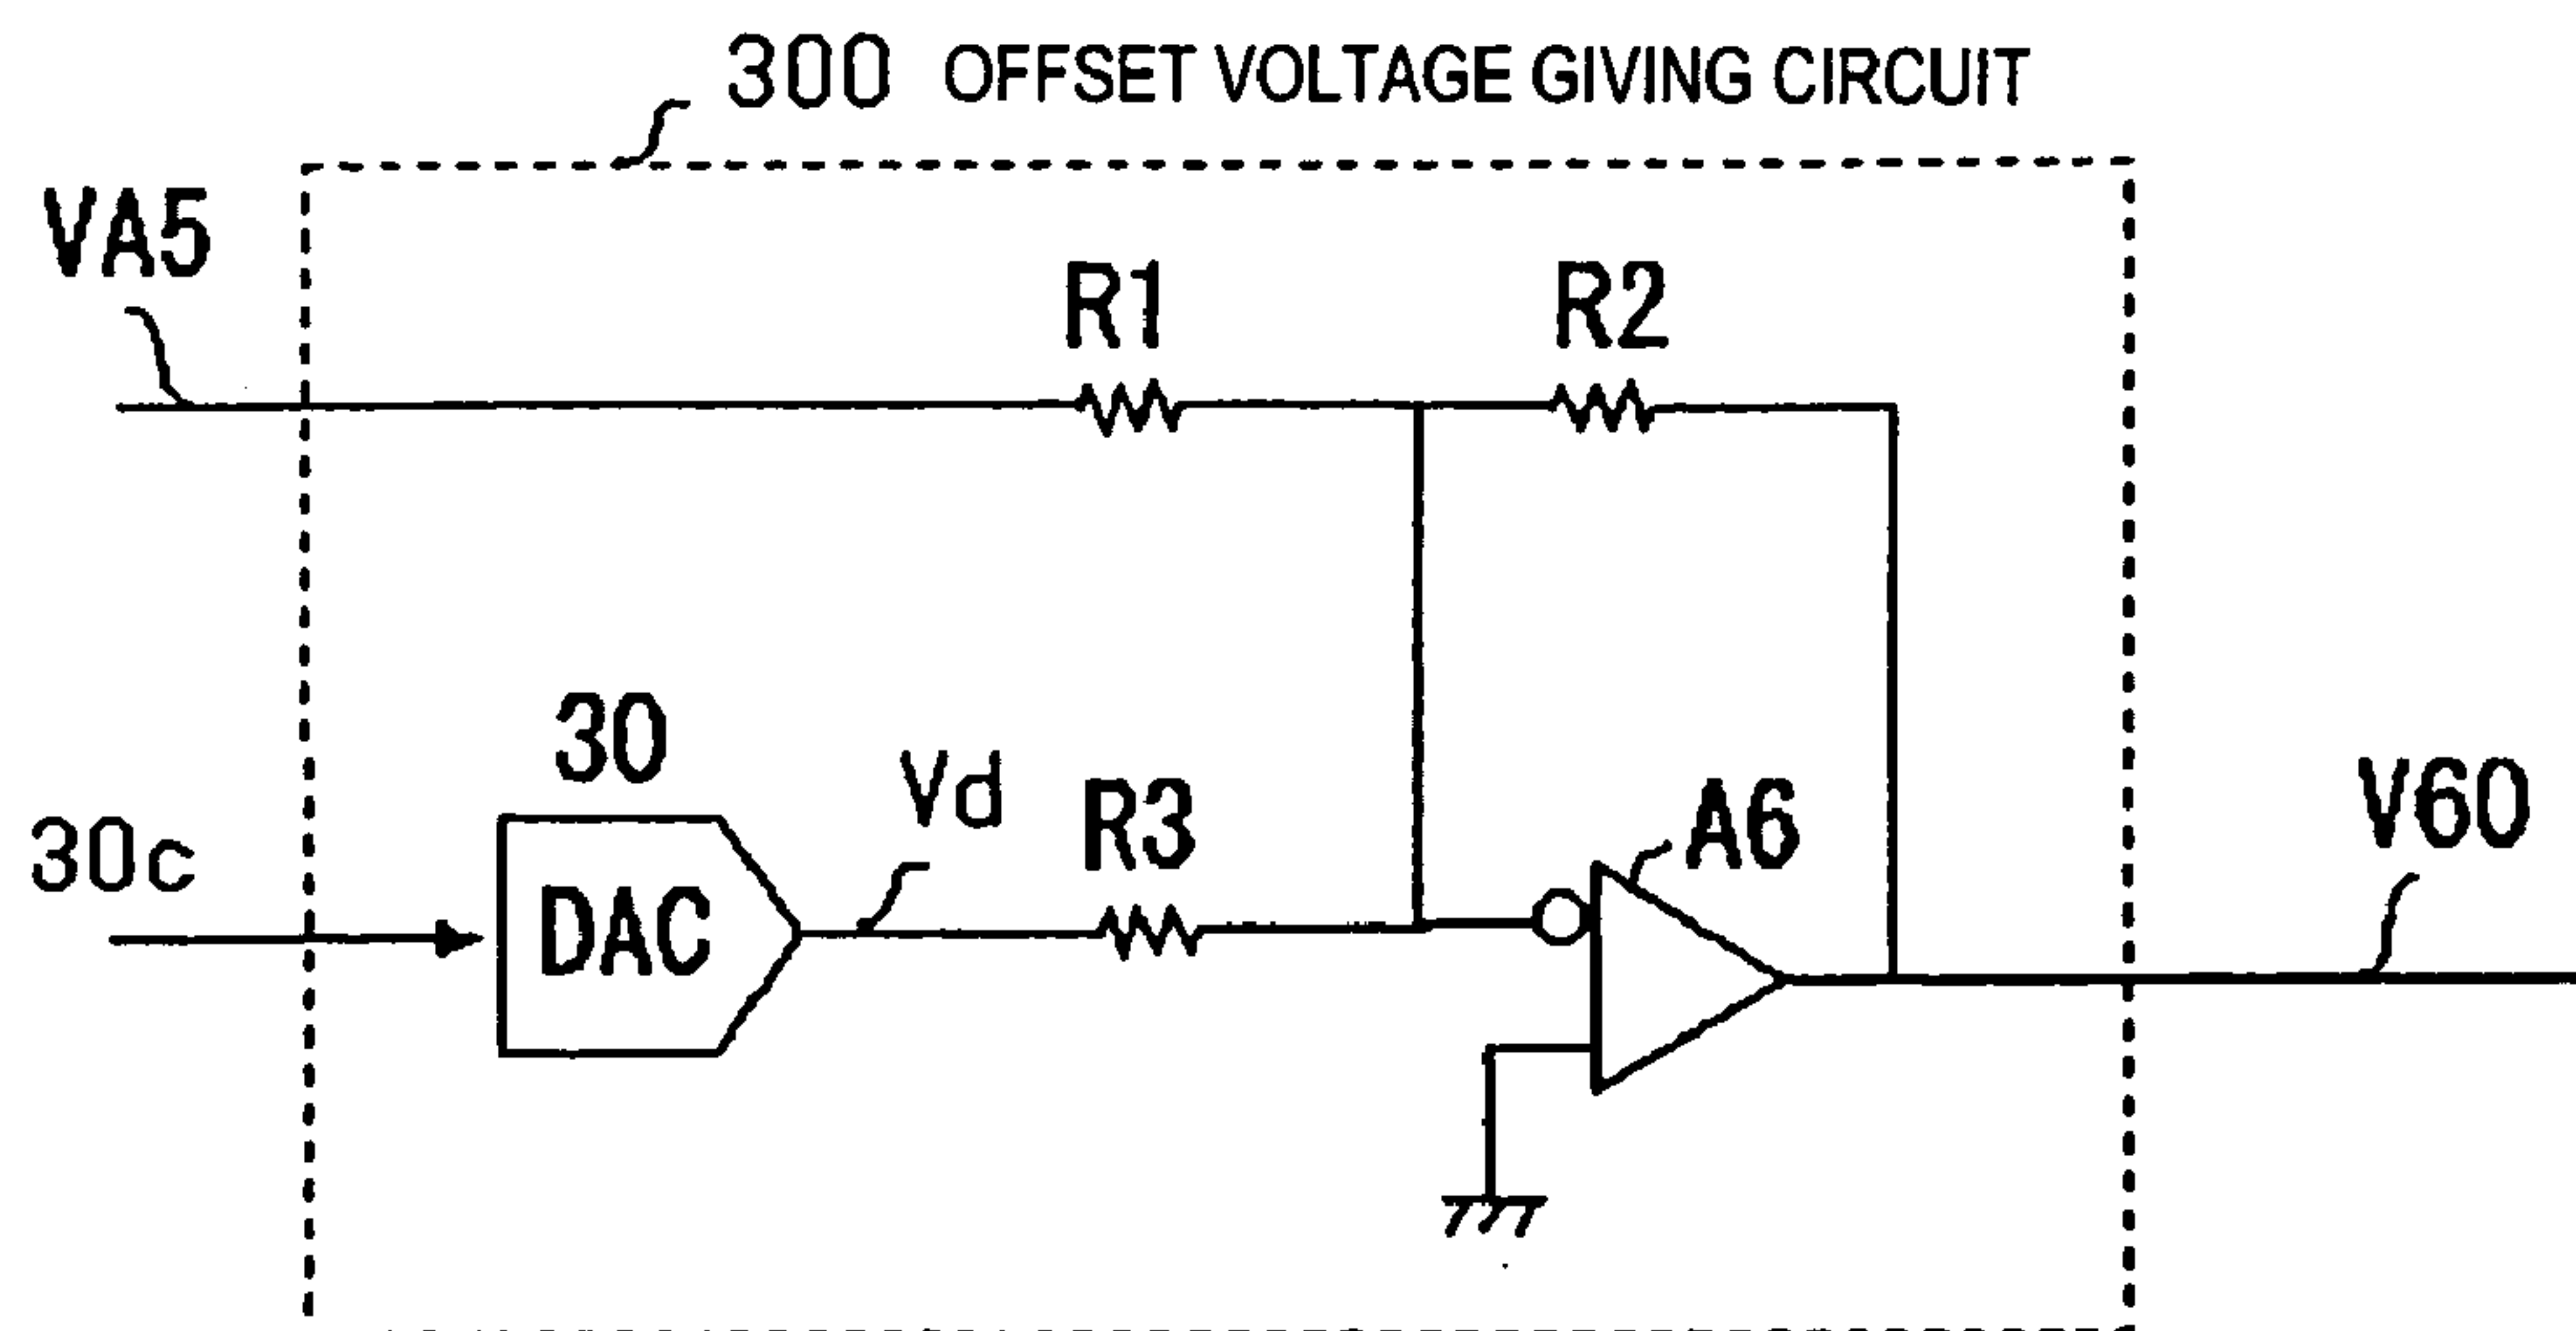 300 OFFSET VOLTAGE GIVING CIRCUIT
VA5
R1
R2
30
Vd
R3
A6
V60
30c
DAC